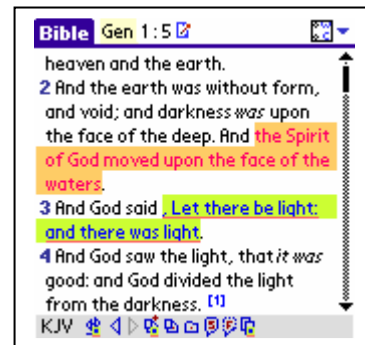 Bible Gen 1:5
heaven and the earth.
2 And the earth was without form,
and void; and darkness was upon
the face of the deep. And the Spirit
of God moved upon the face of the
waters.
3 And God said , Let there be light:
and there was light.
4 And God saw the light, that it was
good: and God divided the light
from the darkness. [1]
KJV